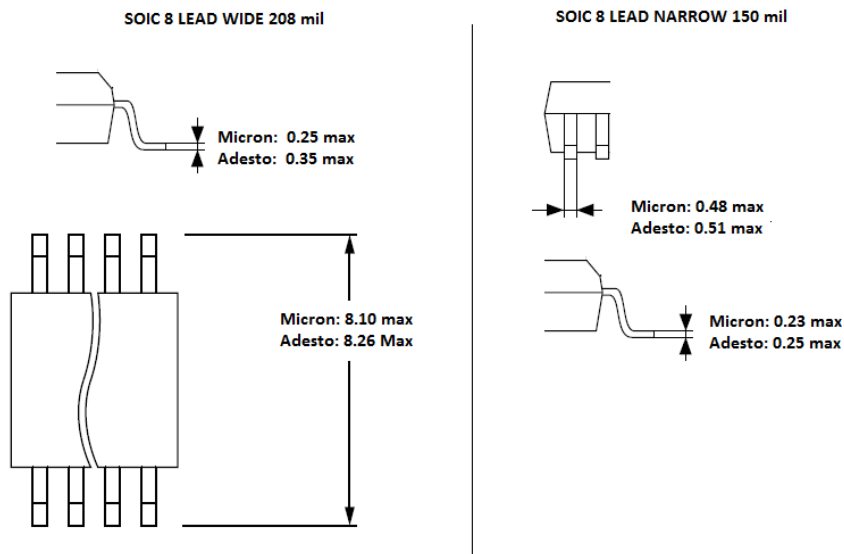 SOIC 8 LEAD WIDE 208 mil
Micron: 0.25 max
Adesto: 0.35 max
Micron: 8.10 max
Adesto: 8.26 Max
SOIC 8 LEAD NARROW 150 mil
Micron: 0.48 max
Adesto: 0.51 max
Micron: 0.23 max
Adesto: 0.25 max